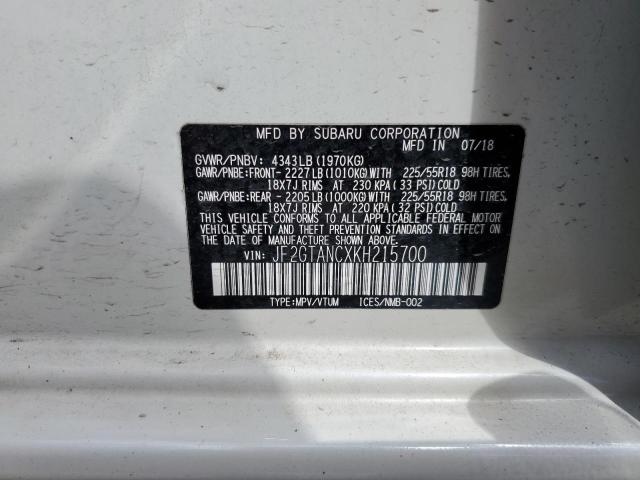 MFD BY SUBARU CORPORATION
MFD IN 07/18
GVWR/PNBV: 4343LB(1970KG)
GAWR/PNBE:FRONT- 2227LB(1010KG)WITH 225/55R18 98H TIRES,
18X7J RIMS AT 230 KPA(33 PSI)COLD
GAWR/PNBE:REAR - 2205LB(1000KG)WITH 225/55R18 98H TIRES,
18X7J RIMS AT 220 KPA(32 PSI)COLD
THIS VEHICLE CONFORMS TO ALL APPLICABLE FEDERAL MOTOR
VEHICLE SAFETY, BUMPER, AND THEFT PREVENTION
STANDARDS IN EFFECT ON THE DATE OF MANUFACTURE SHOWN ABOVE.
VIN: JF2GTANCXKH215700
TYPE:MPV/VTUM ICES/NMB-002